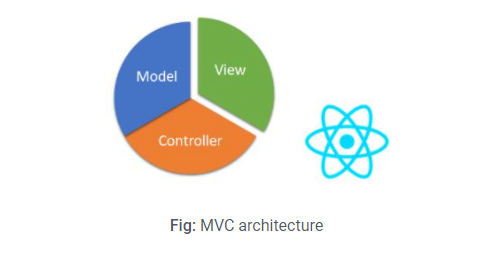 Model
View
Controller
Fig: MVC architecture